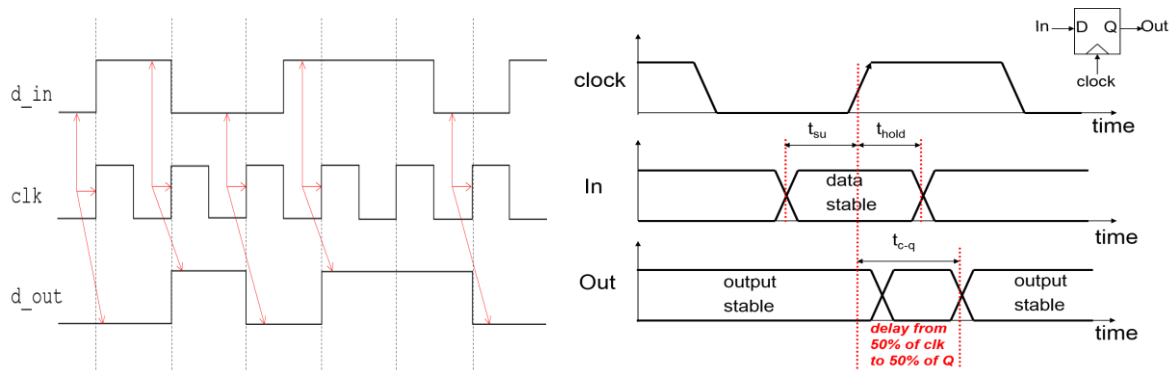 d_in
clk
d_out
In
D
Q
Out
clock
clock
time
t_su
t_hold
In
data
stable
time
t_c-q
Out
output
stable
output
stable
time
delay from
50% of clk
to 50% of Q